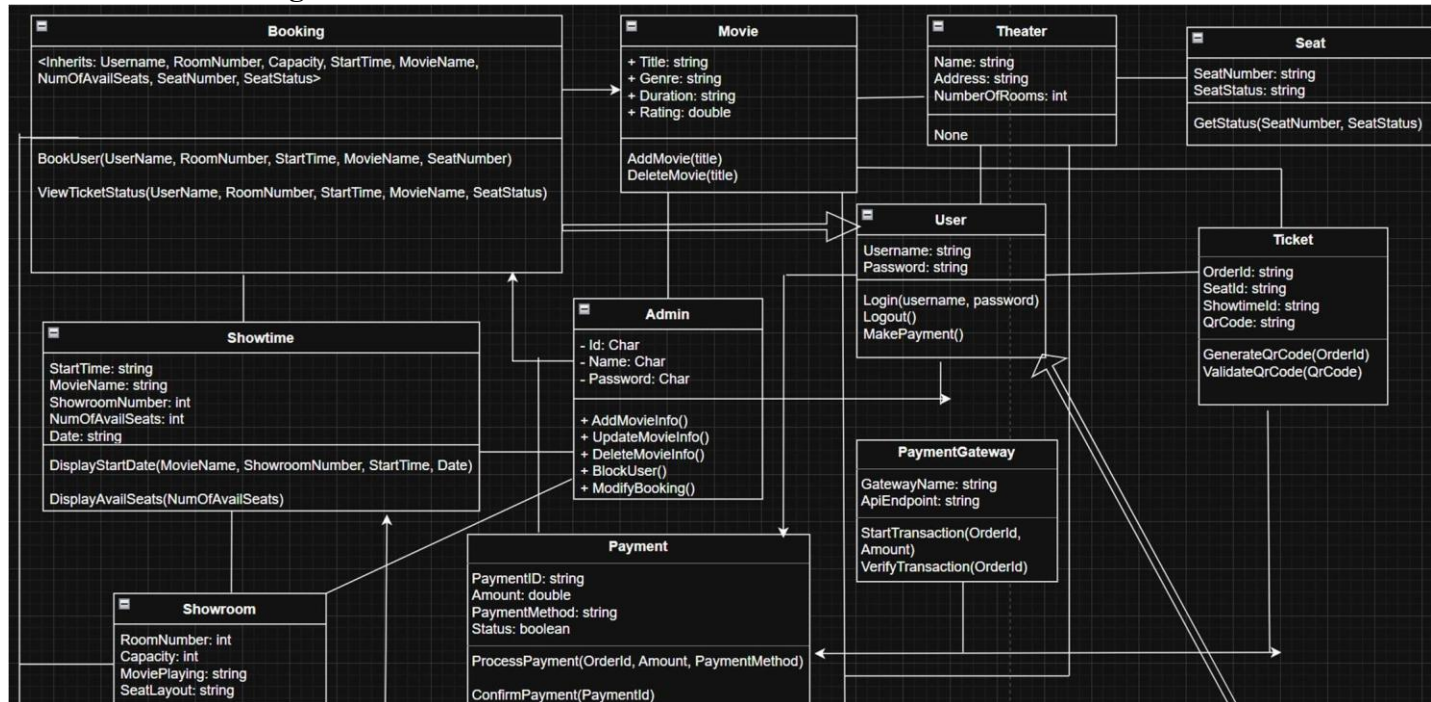 Booking
<Inherits: Username, RoomNumber, Capacity, StartTime, MovieName,
NumOfAvailSeats, SeatNumber, SeatStatus>
BookUser(UserName, RoomNumber, StartTime, MovieName, SeatNumber)
ViewTicketStatus(UserName, RoomNumber, StartTime, MovieName, SeatStatus)
Movie
+ Title: string
+ Genre: string
+ Duration: string
+ Rating: double
AddMovie(title)
DeleteMovie(title)
Theater
Name: string
Address: string
NumberOfRooms: int
None
Seat
SeatNumber: string
SeatStatus: string
GetStatus(SeatNumber, SeatStatus)
User
Username: string
Password: string
Login(username, password)
Logout()
MakePayment()
Ticket
OrderId: string
SeatId: string
ShowtimeId: string
QrCode: string
GenerateQrCode(OrderId)
ValidateQrCode(QrCode)
Admin
- Id: Char
- Name: Char
- Password: Char
+ AddMovieInfo()
+ UpdateMovieInfo()
+ DeleteMovieInfo()
+ BlockUser()
+ ModifyBooking()
Showtime
StartTime: string
MovieName: string
ShowroomNumber: int
NumOfAvailSeats: int
Date: string
DisplayStartDate(MovieName, ShowroomNumber, StartTime, Date)
DisplayAvailSeats(NumOfAvailSeats)
PaymentGateway
GatewayName: string
ApiEndpoint: string
StartTransaction(OrderId,
Amount)
VerifyTransaction(OrderId)
Payment
PaymentID: string
Amount: double
PaymentMethod: string
Status: boolean
ProcessPayment(OrderId, Amount, PaymentMethod)
ConfirmPayment(PaymentId)
Showroom
RoomNumber: int
Capacity: int
MoviePlaying: string
SeatLayout: string